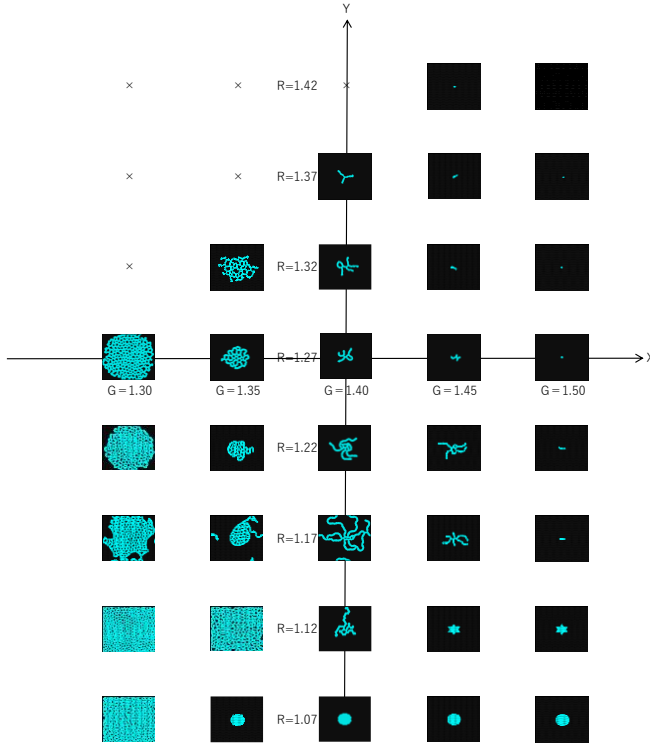 Y
× × R=1.42 ×
× × R=1.37
× R=1.32
R=1.27 X
G=1.30 G=1.35 G=1.40 G=1.45 G=1.50
R=1.22
R=1.17
R=1.12
R=1.07